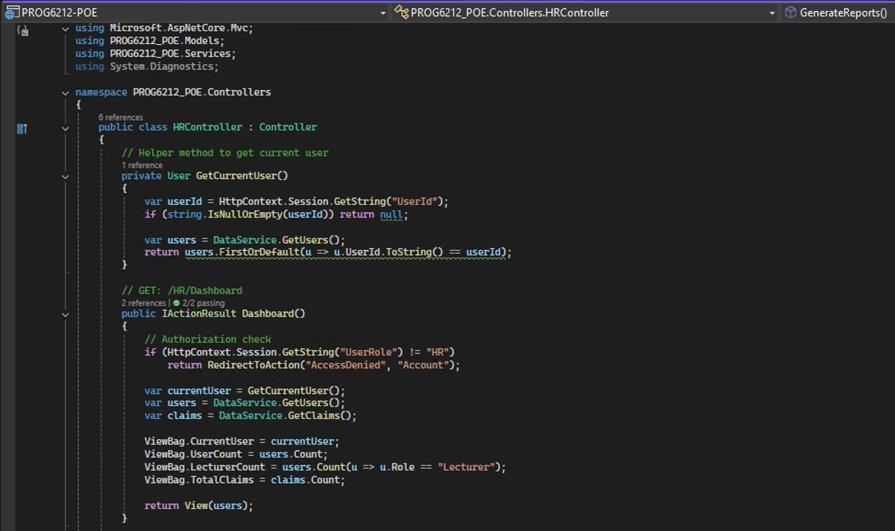 PROG6212-POE
PROG6212_POE.Controllers.HRController
GenerateReports()
using Microsoft.AspNetCore.Mvc;
using PROG6212_POE.Models;
using PROG6212_POE.Services;
using System.Diagnostics;
namespace PROG6212_POE.Controllers
{
6 references
public class HRController : Controller
{
// Helper method to get current user
1 reference
private User GetCurrentUser()
{
var userId = HttpContext.Session.GetString("UserId");
if (string.IsNullOrEmpty(userId)) return null;
var users = DataService.GetUsers();
return users.FirstOrDefault(u => u.UserId.ToString() == userId);
}
// GET: /HR/Dashboard
2 references | 2/2 passing
public IActionResult Dashboard()
{
// Authorization check
if (HttpContext.Session.GetString("UserRole") != "HR")
return RedirectToAction("AccessDenied", "Account");
var currentUser = GetCurrentUser();
var users = DataService.GetUsers();
var claims = DataService.GetClaims();
ViewBag.CurrentUser = currentUser;
ViewBag.UserCount = users.Count;
ViewBag.LecturerCount = users.Count(u => u.Role == "Lecturer");
ViewBag.TotalClaims = claims.Count;
return View(users);
}